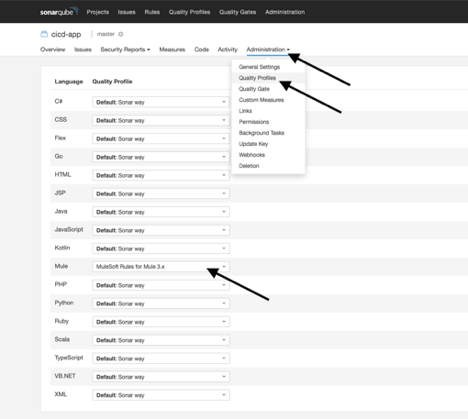 sonarqube Projects Issues Rules Quality Profiles Quality Gates Administration
cicd-app master
Overview Issues Security Reports Measures Code Activity Administration
General Settings
Quality Profiles
Quality Gate
Custom Measures
Links
Permissions
Background Tasks
Update Key
Webhooks
Deletion
Language Quality Profile
C# Default: Sonar way
CSS Default: Sonar way
Flex Default: Sonar way
Go Default: Sonar way
HTML Default: Sonar way
JSP Default: Sonar way
Java Default: Sonar way
JavaScript Default: Sonar way
Kotlin Default: Sonar way
Mule MuleSoft Rules for Mule 3.x
PHP Default: Sonar way
Python Default: Sonar way
Ruby Default: Sonar way
Scala Default: Sonar way
TypeScript Default: Sonar way
VB.NET Default: Sonar way
XML Default: Sonar way